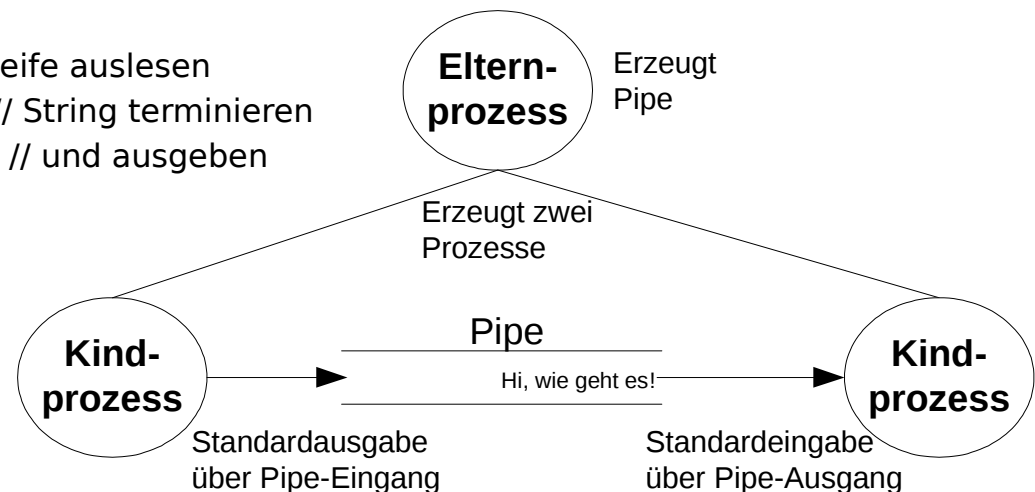 eife auslesen
// String terminieren
// und ausgeben
Eltern-
prozess
Erzeugt
Pipe
Erzeugt zwei
Prozesse
Kind-
prozess
Pipe
Hi, wie geht es!
Kind-
prozess
Standardausgabe
über Pipe-Eingang
Standardeingabe
über Pipe-Ausgang